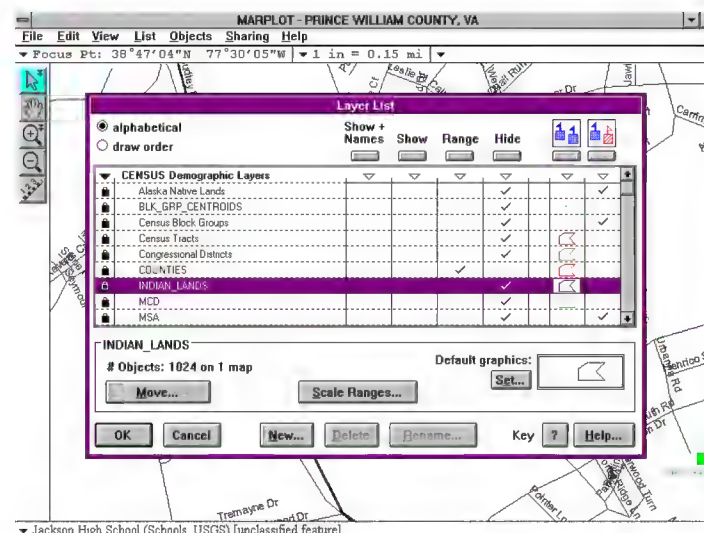 MARPLOT - PRINCE WILLIAM COUNTY, VA
File Edit View List Objects Sharing Help
Focus Pt: 38°47'04"N 77°30'05"W 1 in = 0.15 mi
Layer List
alphabetical
draw order
Show + Names Show Range Hide
CENSUS Demographic Layers
Alaska Native Lands
BLK_GRP_CENTROIDS
Census Block Groups
Census Tracts
Congressional Districts
COUNTIES
INDIAN_LANDS
MCD
MSA
INDIAN_LANDS
# Objects: 1024 on 1 map
Default graphics:
Move... Scale Ranges... Set...
OK Cancel New... Delete Rename... Key ? Help...
Tremayne Dr
Jackson High School (Schools, USGS) [unclassified feature]